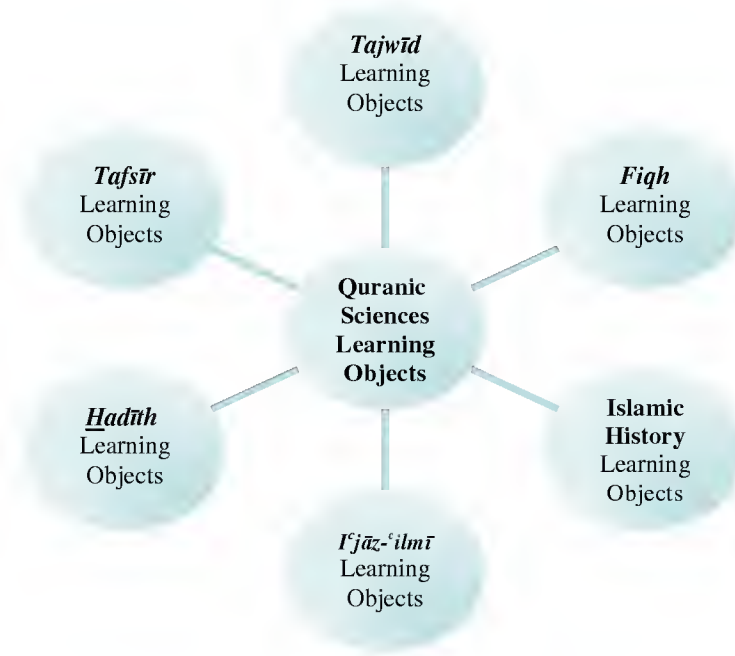 Tajwīd
Learning
Objects
Tafsīr
Learning
Objects
Fiqh
Learning
Objects
Quranic
Sciences
Learning
Objects
H̱adīth
Learning
Objects
Islamic
History
Learning
Objects
Iᶜjāz-ᶜilmī
Learning
Objects